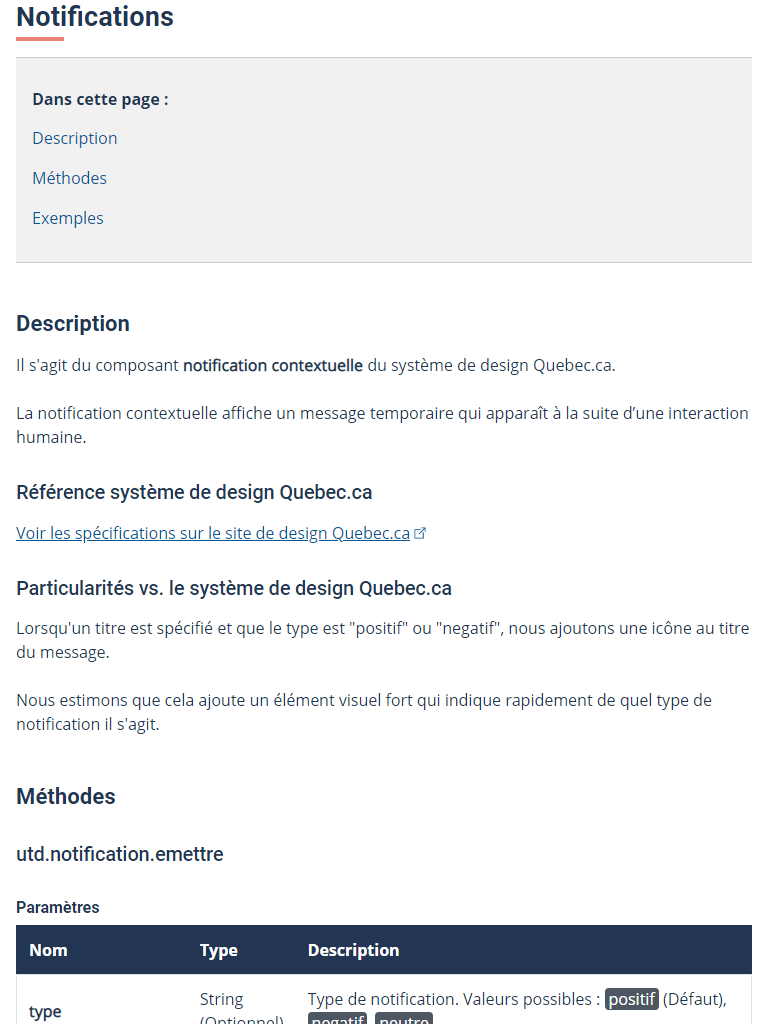 Notifications
Dans cette page :
Description
Méthodes
Exemples
Description
Il s'agit du composant notification contextuelle du système de design Quebec.ca.
La notification contextuelle affiche un message temporaire qui apparaît à la suite d’une interaction
humaine.
Référence système de design Quebec.ca
Voir les spécifications sur le site de design Quebec.ca
Particularités vs. le système de design Quebec.ca
Lorsqu'un titre est spécifié et que le type est "positif" ou "negatif", nous ajoutons une icône au titre
du message.
Nous estimons que cela ajoute un élément visuel fort qui indique rapidement de quel type de
notification il s'agit.
Méthodes
utd.notification.emettre
Paramètres
Nom Type Description
type String Type de notification. Valeurs possibles : positif (Défaut),
(Optionnel) negatif, neutre